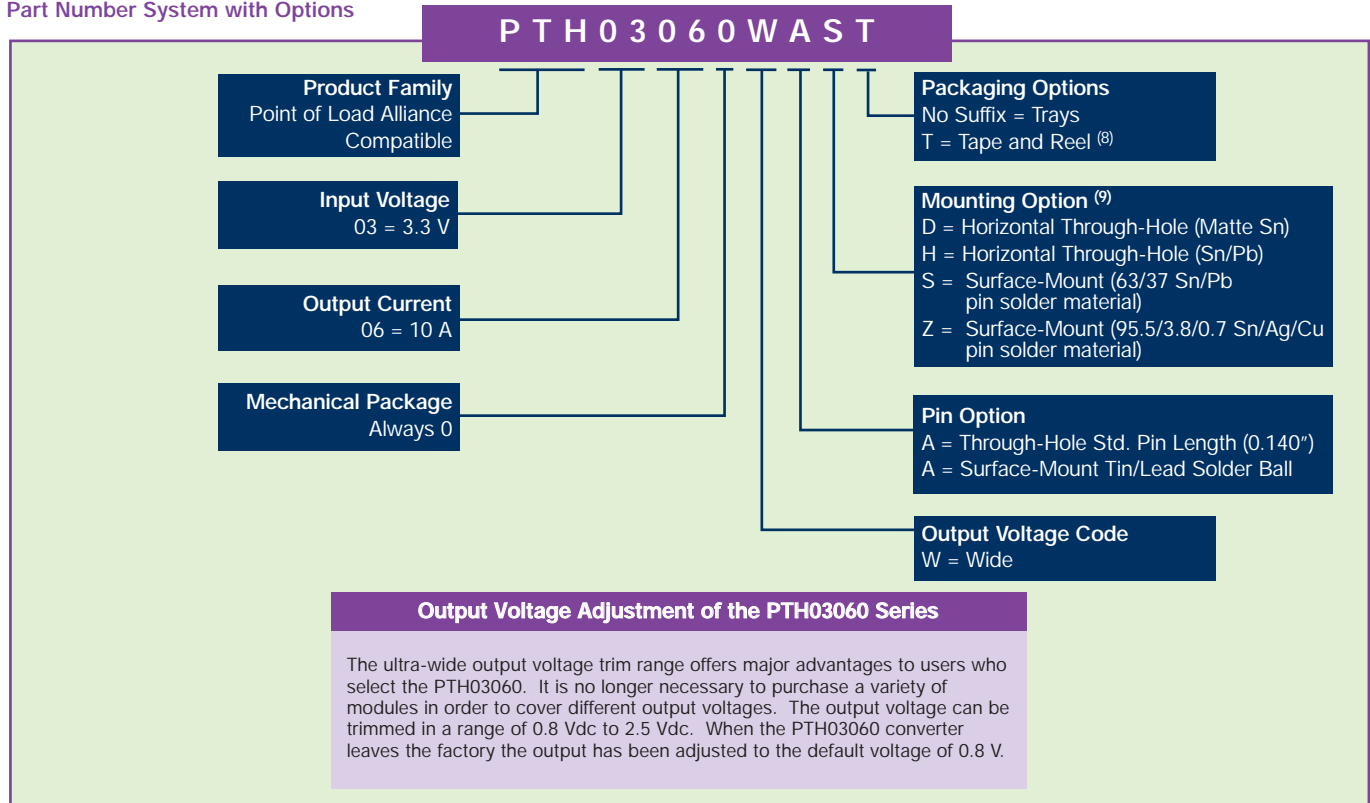 Part Number System with Options
P T H 0 3 0 6 0 W A S T
Product Family
Point of Load Alliance
Compatible
Input Voltage
03 = 3.3 V
Output Current
06 = 10 A
Mechanical Package
Always 0
Packaging Options
No Suffix = Trays
T = Tape and Reel (8)
Mounting Option (9)
D = Horizontal Through-Hole (Matte Sn)
H = Horizontal Through-Hole (Sn/Pb)
S = Surface-Mount (63/37 Sn/Pb
pin solder material)
Z = Surface-Mount (95.5/3.8/0.7 Sn/Ag/Cu
pin solder material)
Pin Option
A = Through-Hole Std. Pin Length (0.140")
A = Surface-Mount Tin/Lead Solder Ball
Output Voltage Code
W = Wide
Output Voltage Adjustment of the PTH03060 Series
The ultra-wide output voltage trim range offers major advantages to users who
select the PTH03060. It is no longer necessary to purchase a variety of
modules in order to cover different output voltages. The output voltage can be
trimmed in a range of 0.8 Vdc to 2.5 Vdc. When the PTH03060 converter
leaves the factory the output has been adjusted to the default voltage of 0.8 V.